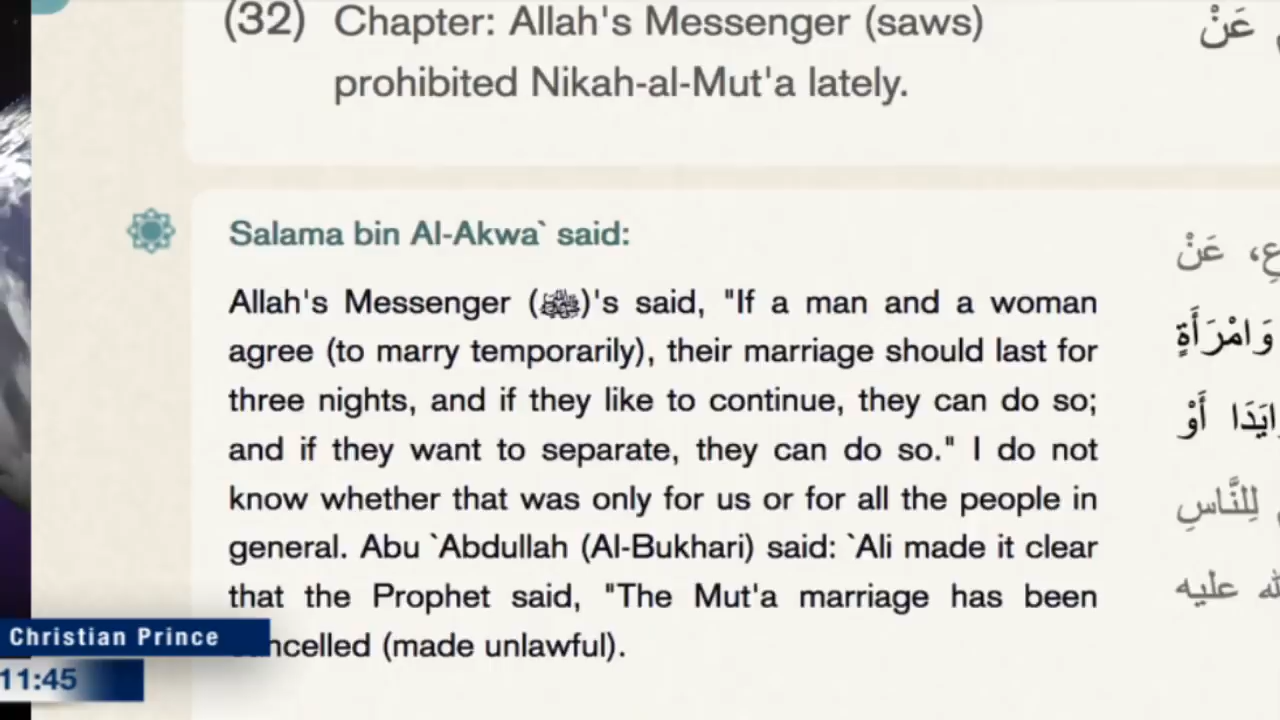 (32) Chapter: Allah's Messenger (saws)
prohibited Nikah-al-Mut'a lately.
عَنْ
Salama bin Al-Akwa` said:
Allah's Messenger (ﷺ)'s said, "If a man and a woman
agree (to marry temporarily), their marriage should last for
three nights, and if they like to continue, they can do so;
and if they want to separate, they can do so." I do not
know whether that was only for us or for all the people in
general. Abu `Abdullah (Al-Bukhari) said: `Ali made it clear
that the Prophet said, "The Mut'a marriage has been
cancelled (made unlawful).
عَنْ
وَامْرَأَةٍ
أَوْ
لِلنَّاسِ
عليه
Christian Prince
11:45